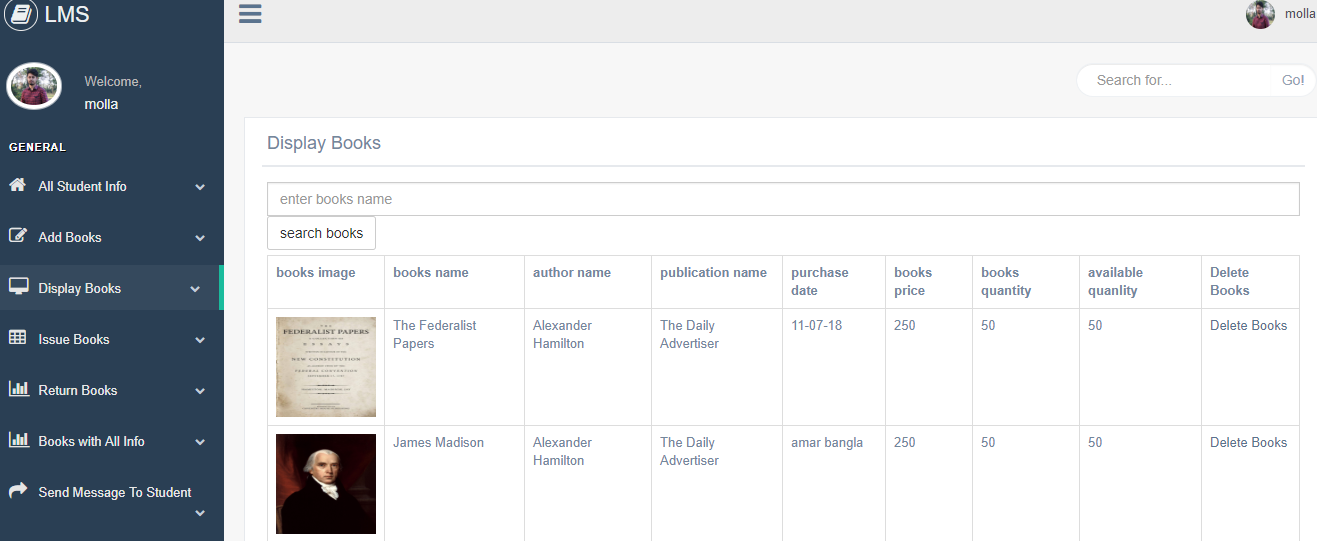 LMS
molla
Welcome,
molla
Search for... Go!
GENERAL
All Student Info
Add Books
Display Books
Issue Books
Return Books
Books with All Info
Send Message To Student
Display Books
enter books name
search books
books image books name author name publication name purchase date books price books quantity available quanlity Delete Books
THE
FEDERALIST PAPERS
ESSAYS
NEW CONSTITUTION
The Federalist Papers Alexander Hamilton The Daily Advertiser 11-07-18 250 50 50 Delete Books
James Madison Alexander Hamilton The Daily Advertiser amar bangla 250 50 50 Delete Books